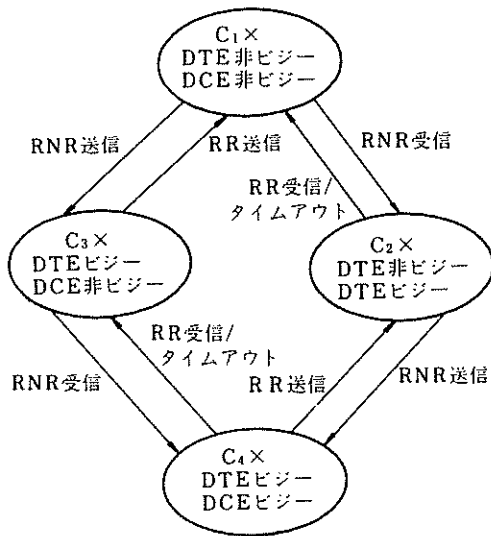 C₁×
DTE非ビジー
DCE非ビジー
RNR送信
RR送信
RNR受信
RR受信/
タイムアウト
C₃×
DTEビジー
DCE非ビジー
C₂×
DTE非ビジー
DTEビジー
RR受信/
タイムアウト
RNR受信
RR送信
RNR送信
C₄×
DTEビジー
DCEビジー